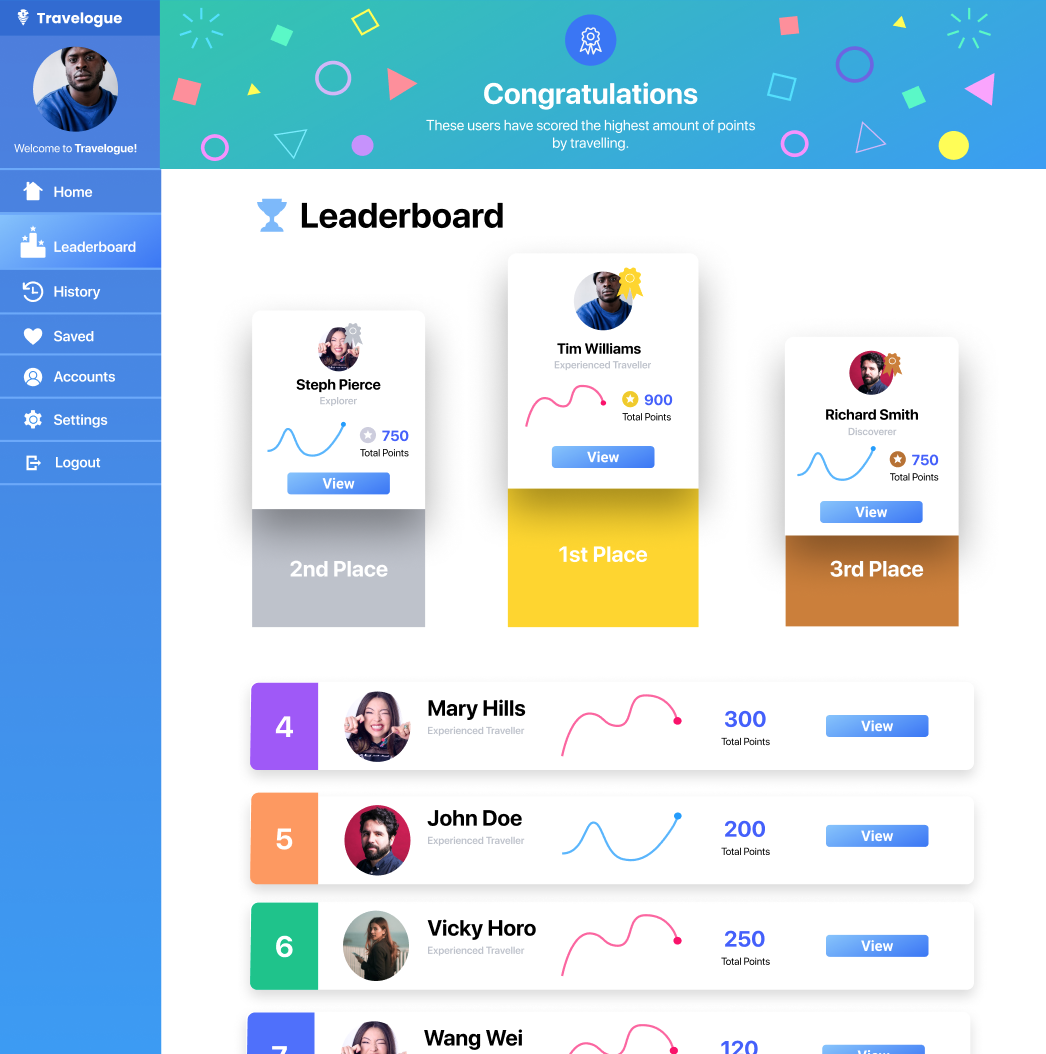 Travelogue
Welcome to Travelogue!
Home
Leaderboard
History
Saved
Accounts
Settings
Logout
Congratulations
These users have scored the highest amount of points
by travelling.
Leaderboard
Steph Pierce
Explorer
750
Total Points
View
2nd Place
Tim Williams
Experienced Traveller
900
Total Points
View
1st Place
Richard Smith
Discoverer
750
Total Points
View
3rd Place
4
Mary Hills
Experienced Traveller
300
Total Points
View
5
John Doe
Experienced Traveller
200
Total Points
View
6
Vicky Horo
Experienced Traveller
250
Total Points
View
7
Wang Wei
120
View